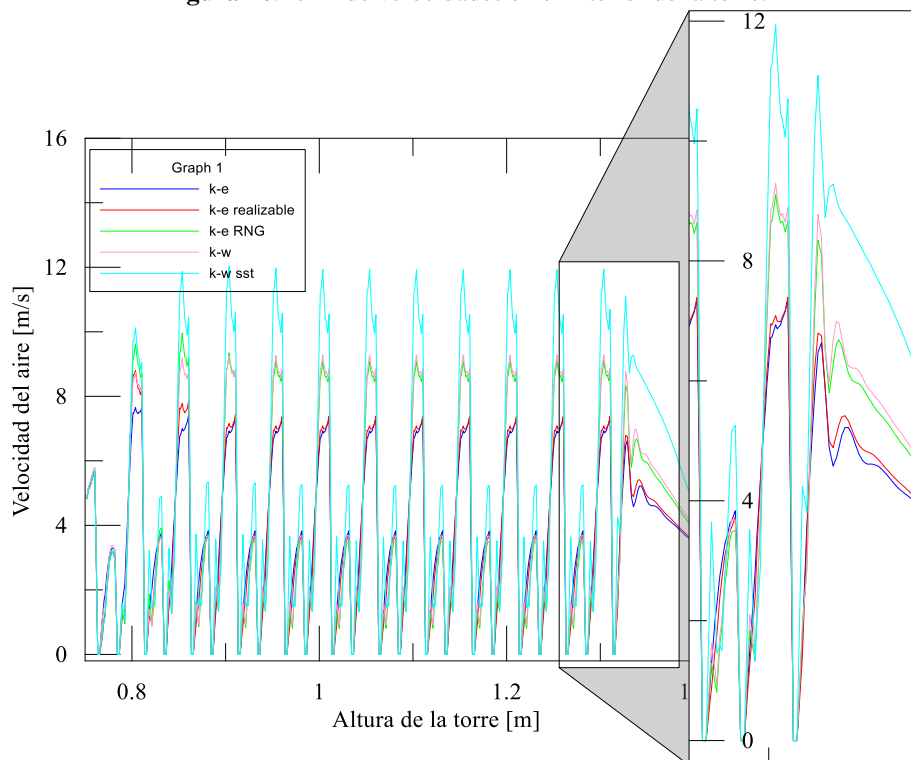 16
12
8
4
0
Velocidad del aire [m/s]
Graph 1
k-e
k-e realizable
k-e RNG
k-w
k-w sst
0.8
1
1.2
1
Altura de la torre [m]
12
8
4
0